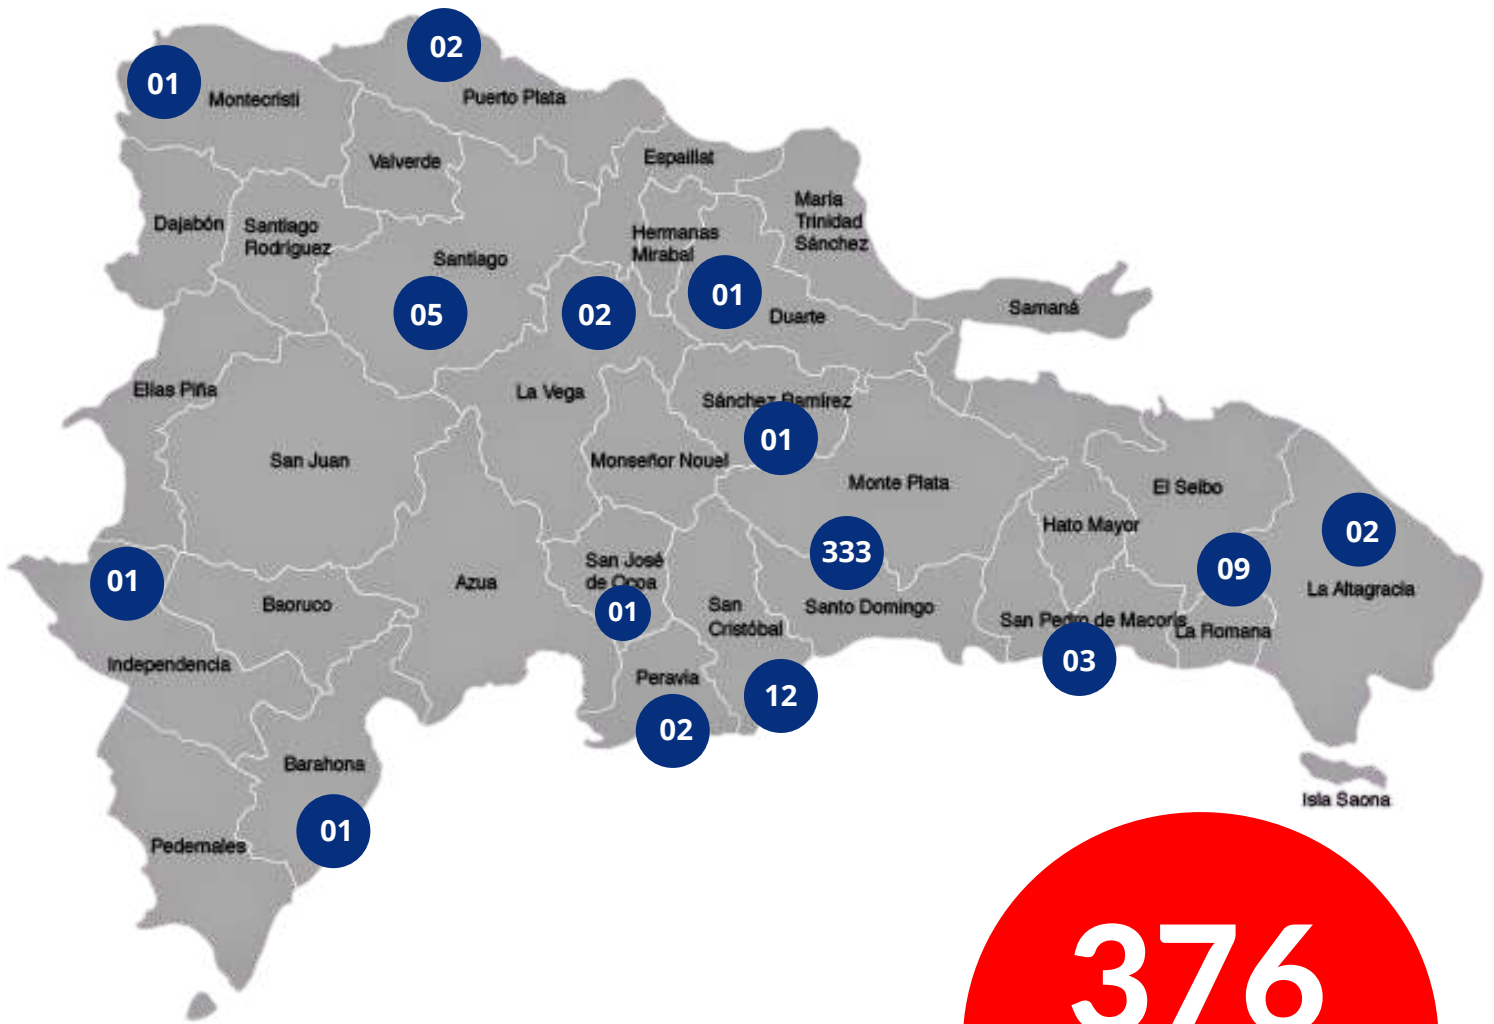 02
01
Montecristi
Puerto Plata
Valverde
Espaillat
María
Trinidad
Sánchez
Dajabón
Santiago
Rodríguez
Hermanas
Mirabal
Santiago
01
05
02
Duarte
Samaná
Elías Piña
La Vega
Sánchez Ramírez
01
San Juan
Monseñor Nouel
Monte Plata
El Seibo
Hato Mayor
02
333
San José
de Ocoa
01
Azua
09
La Altagracia
Baoruco
01
San
Cristóbal
Santo Domingo
San Pedro de Macorís
La Romana
Independencia
03
Peravia
12
02
Barahona
Isla Saona
01
Pedernales
376